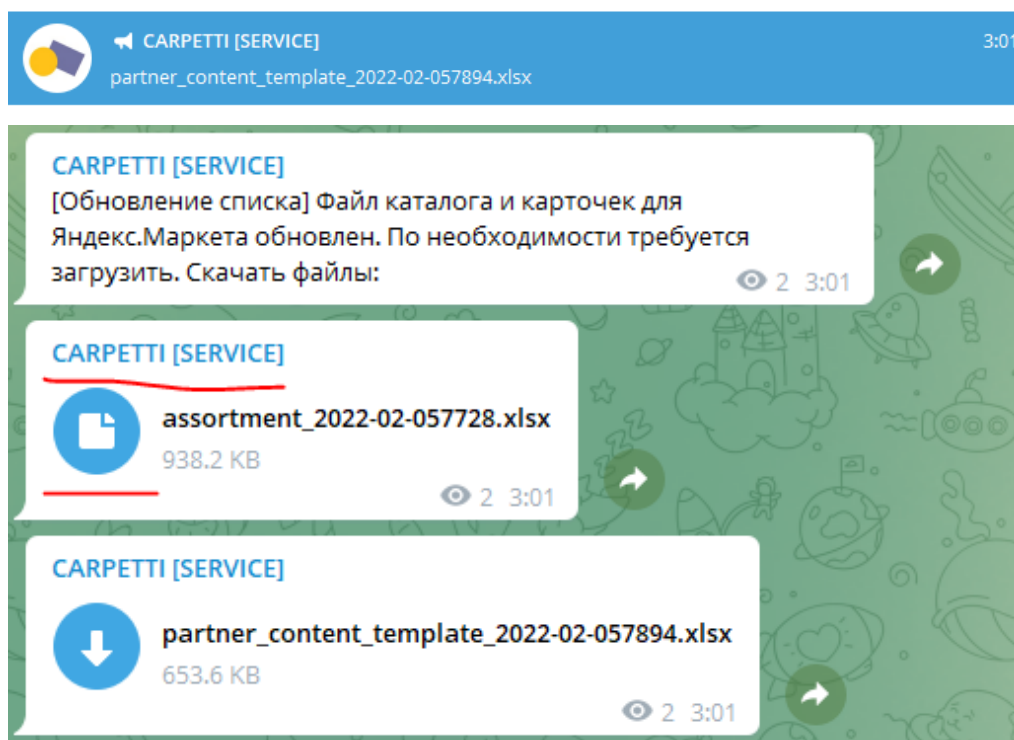 CARPETTI [SERVICE]
3:01
partner_content_template_2022-02-057894.xlsx
CARPETTI [SERVICE]
[Обновление списка] Файл каталога и карточек для
Яндекс.Маркета обновлен. По необходимости требуется
загрузить. Скачать файлы:
2 3:01
CARPETTI [SERVICE]
assortment_2022-02-057728.xlsx
938.2 KB
2 3:01
CARPETTI [SERVICE]
partner_content_template_2022-02-057894.xlsx
653.6 KB
2 3:01